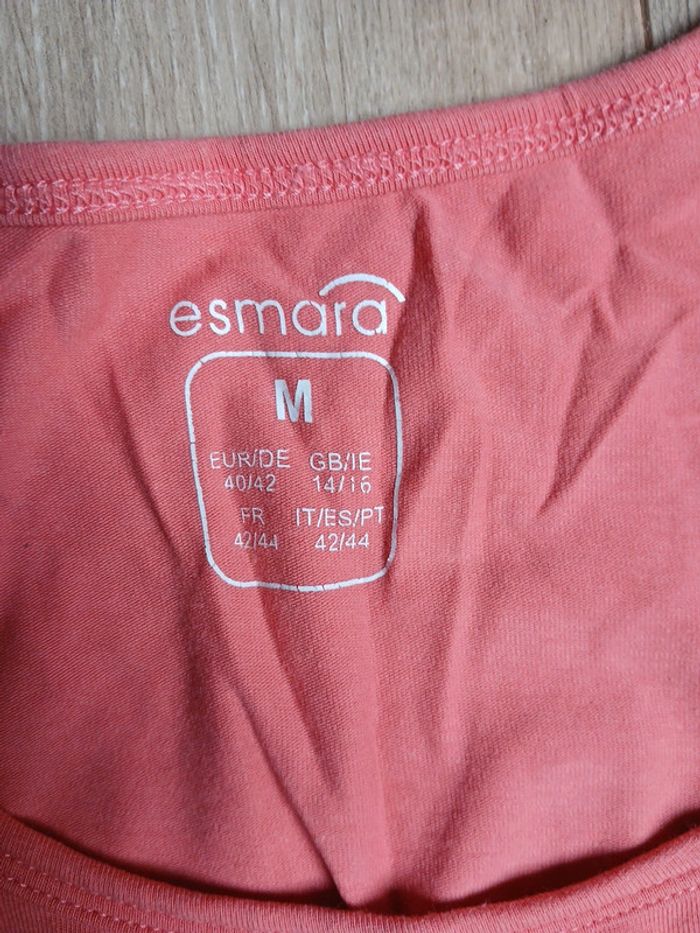 esmara
M
EUR/DE GB/IE
40/42 14/16
FR IT/ES/PT
42/44 42/44